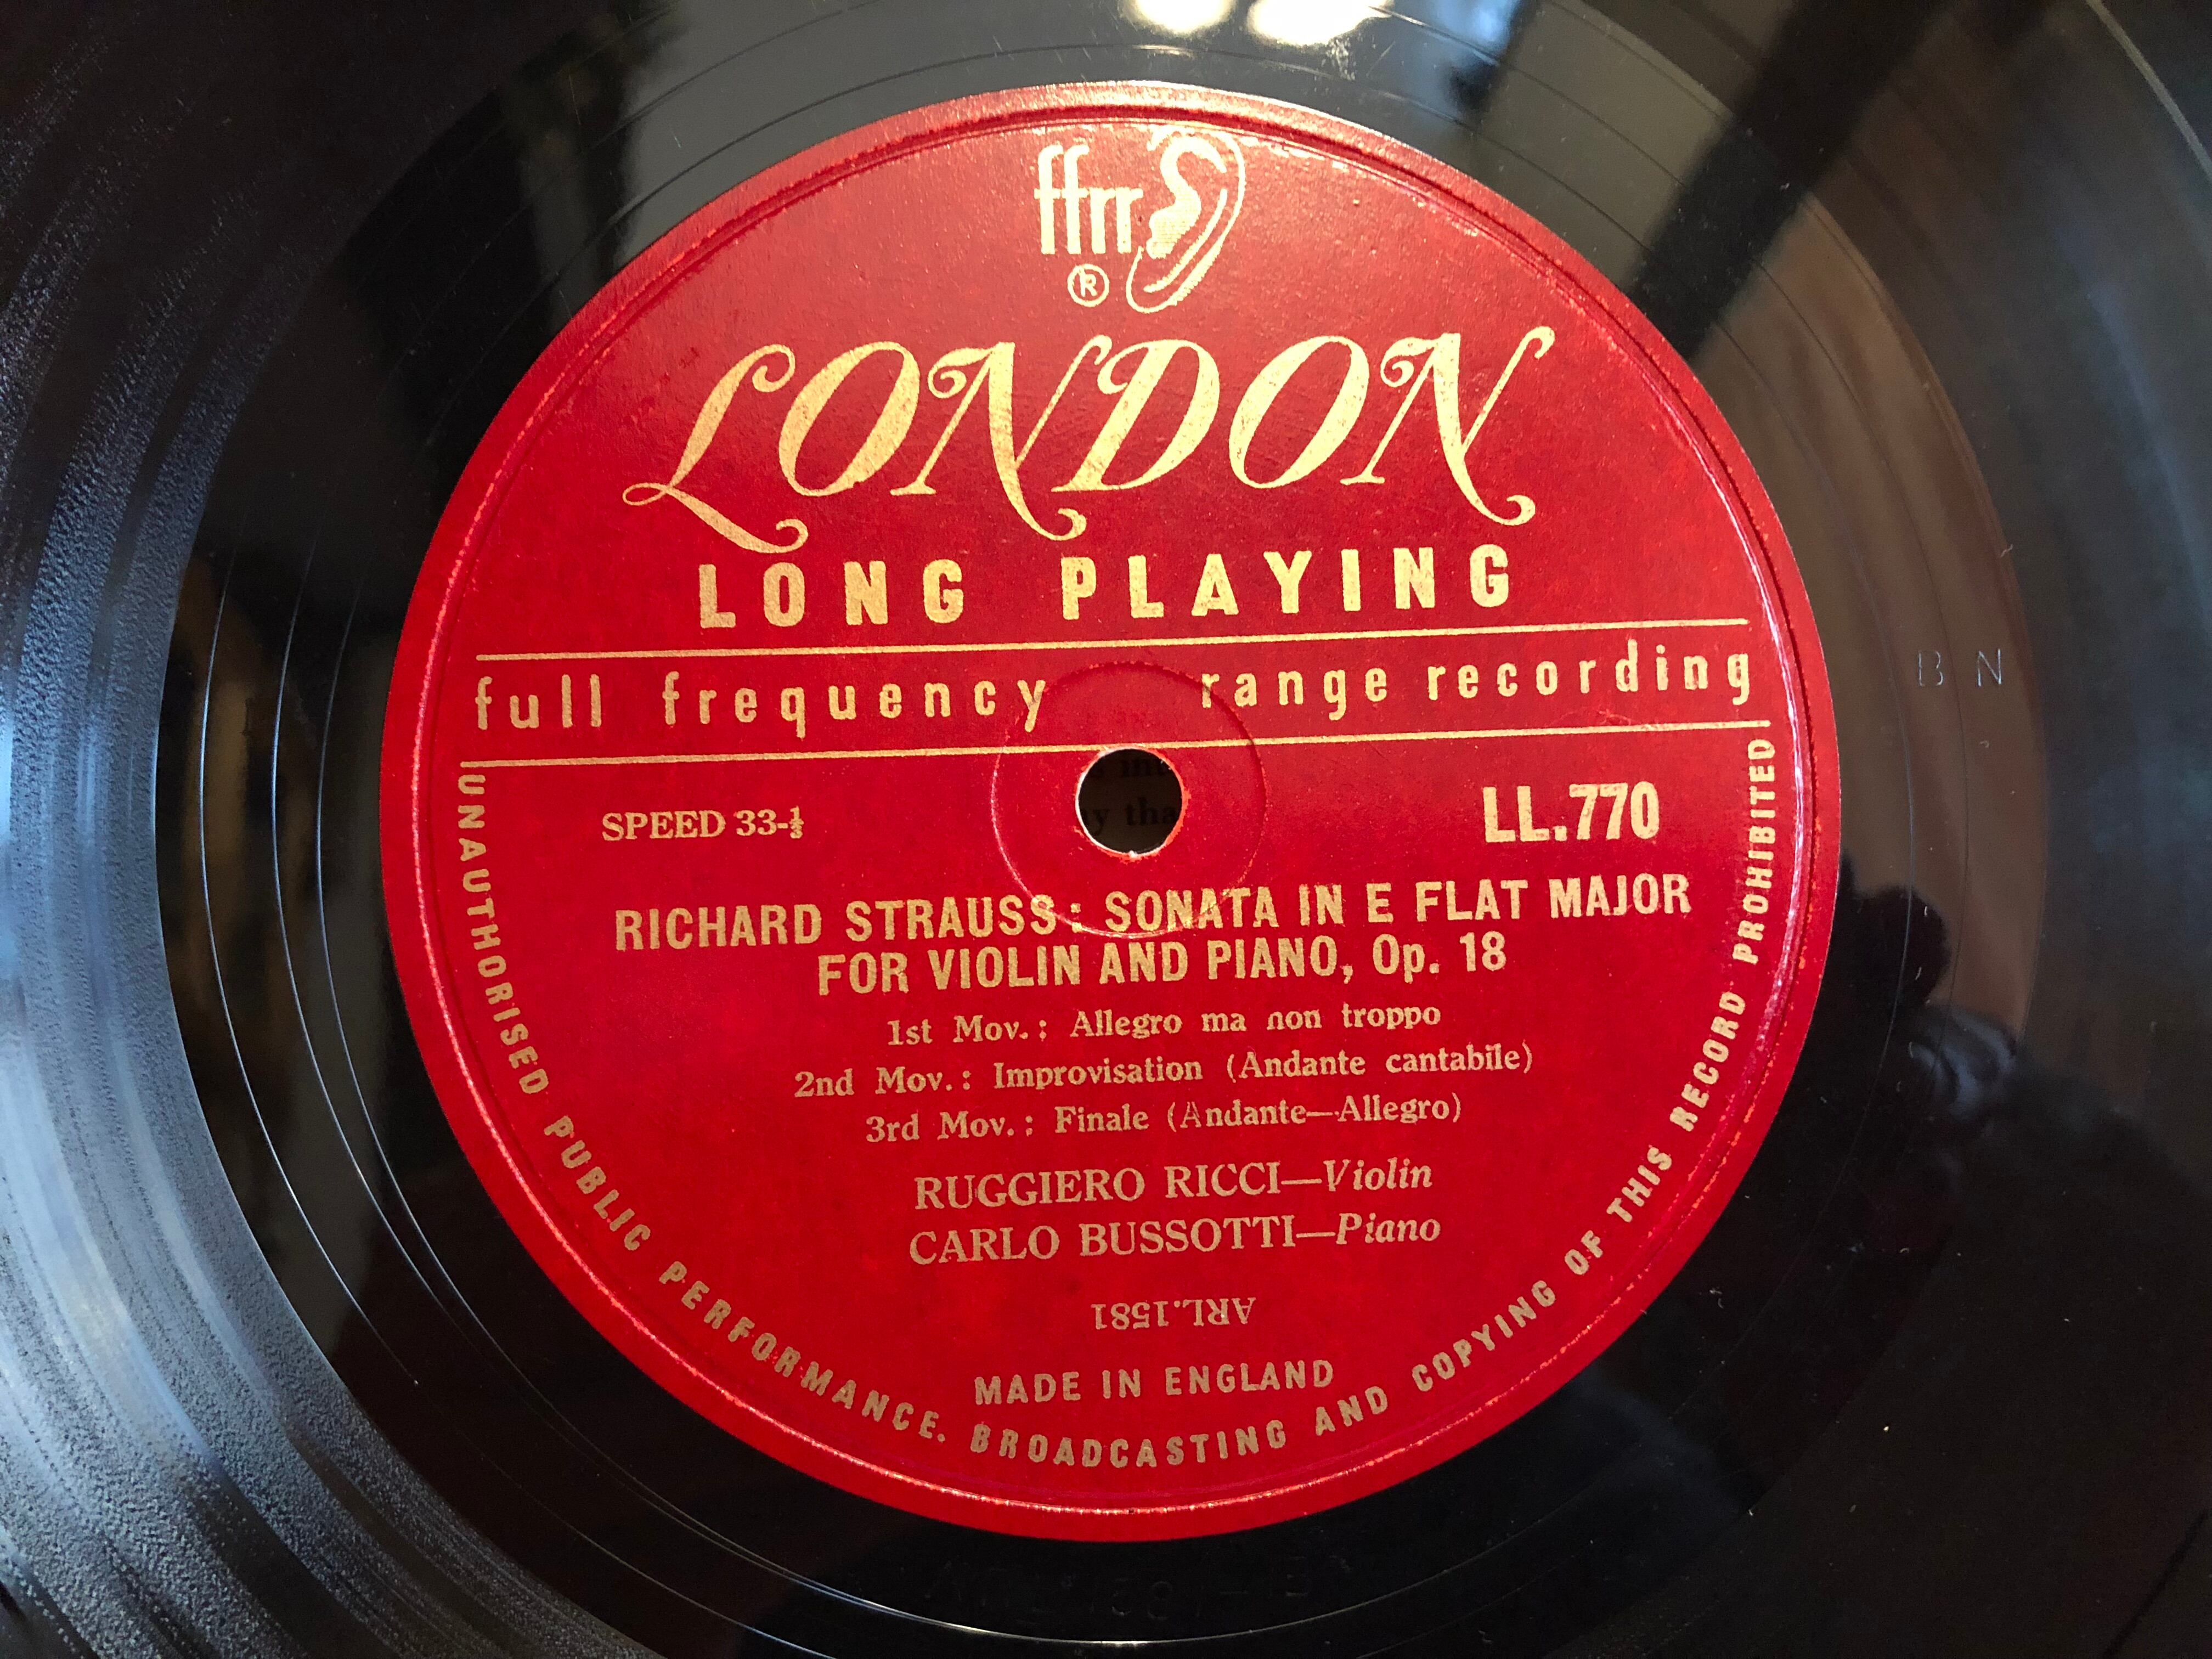 ffrr
®
LONDON
LONG PLAYING
full frequency range recording
SPEED 33-⅓
LL.770
RICHARD STRAUSS: SONATA IN E FLAT MAJOR
FOR VIOLIN AND PIANO, Op. 18
1st Mov.: Allegro ma non troppo
2nd Mov.: Improvisation (Andante cantabile)
3rd Mov.: Finale (Andante—Allegro)
RUGGIERO RICCI—Violin
CARLO BUSSOTTI—Piano
ARL.1581
MADE IN ENGLAND
UNAUTHORISED PUBLIC PERFORMANCE. BROADCASTING AND COPYING OF THIS RECORD PROHIBITED
B N